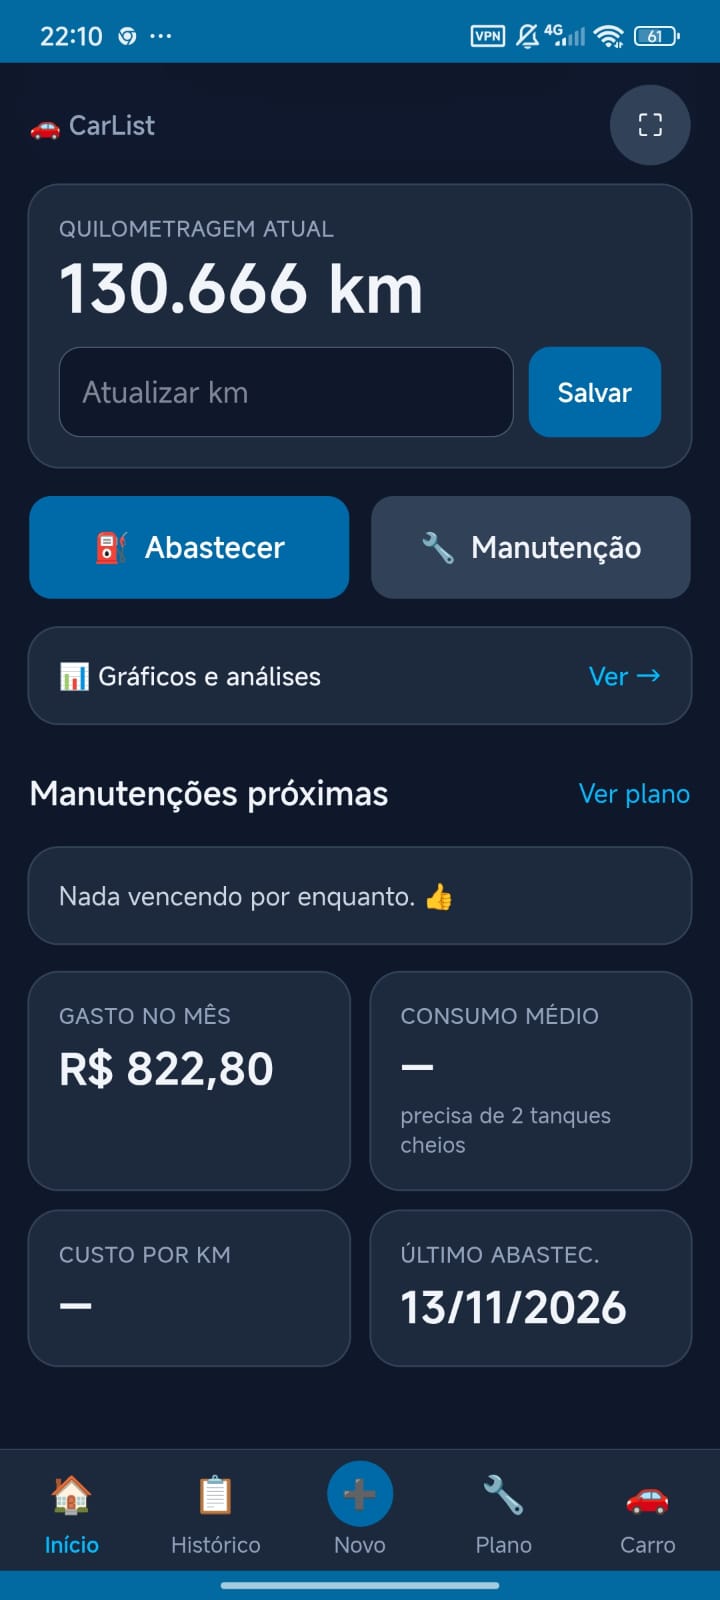 22:10
VPN 4G 61
CarList
QUILOMETRAGEM ATUAL
130.666 km
Atualizar km
Salvar
Abastecer
Manutenção
Gráficos e análises
Ver →
Manutenções próximas
Ver plano
Nada vencendo por enquanto. 👍
GASTO NO MÊS
R$ 822,80
CONSUMO MÉDIO
—
precisa de 2 tanques
cheios
CUSTO POR KM
—
ÚLTIMO ABASTEC.
13/11/2026
Início
Histórico
Novo
Plano
Carro